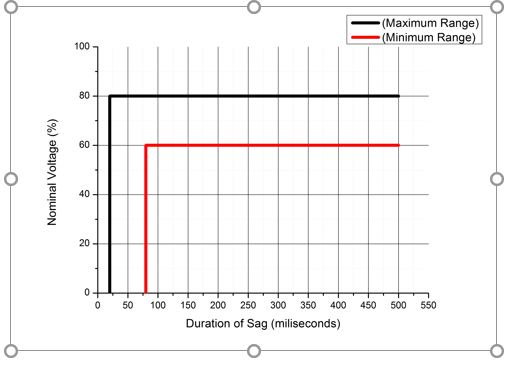 (Maximum Range)
(Minimum Range)
100
80
60
40
20
0
Nominal Voltage (%)
0 50 100 150 200 250 300 350 400 450 500 550
Duration of Sag (miliseconds)